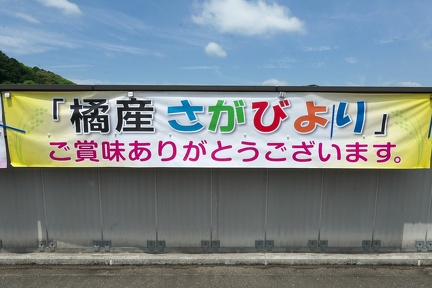 「橘産 さがびより」
ご賞味ありがとうございます。